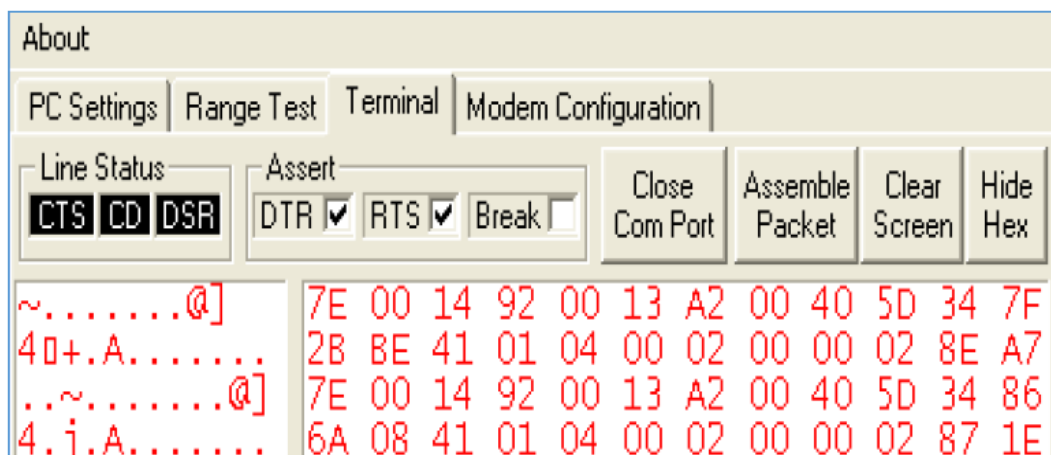 About
PC Settings Range Test Terminal Modem Configuration
Line Status Assert
CTS CD DSR DTR RTS Break
Close Com Port
Assemble Packet
Clear Screen
Hide Hex
~.......@] 7E 00 14 92 00 13 A2 00 40 5D 34 7F
4▯+.A....... 2B BE 41 01 04 00 02 00 00 02 8E A7
..~.......@] 7E 00 14 92 00 13 A2 00 40 5D 34 86
4.j.A....... 6A 08 41 01 04 00 02 00 00 02 87 1E